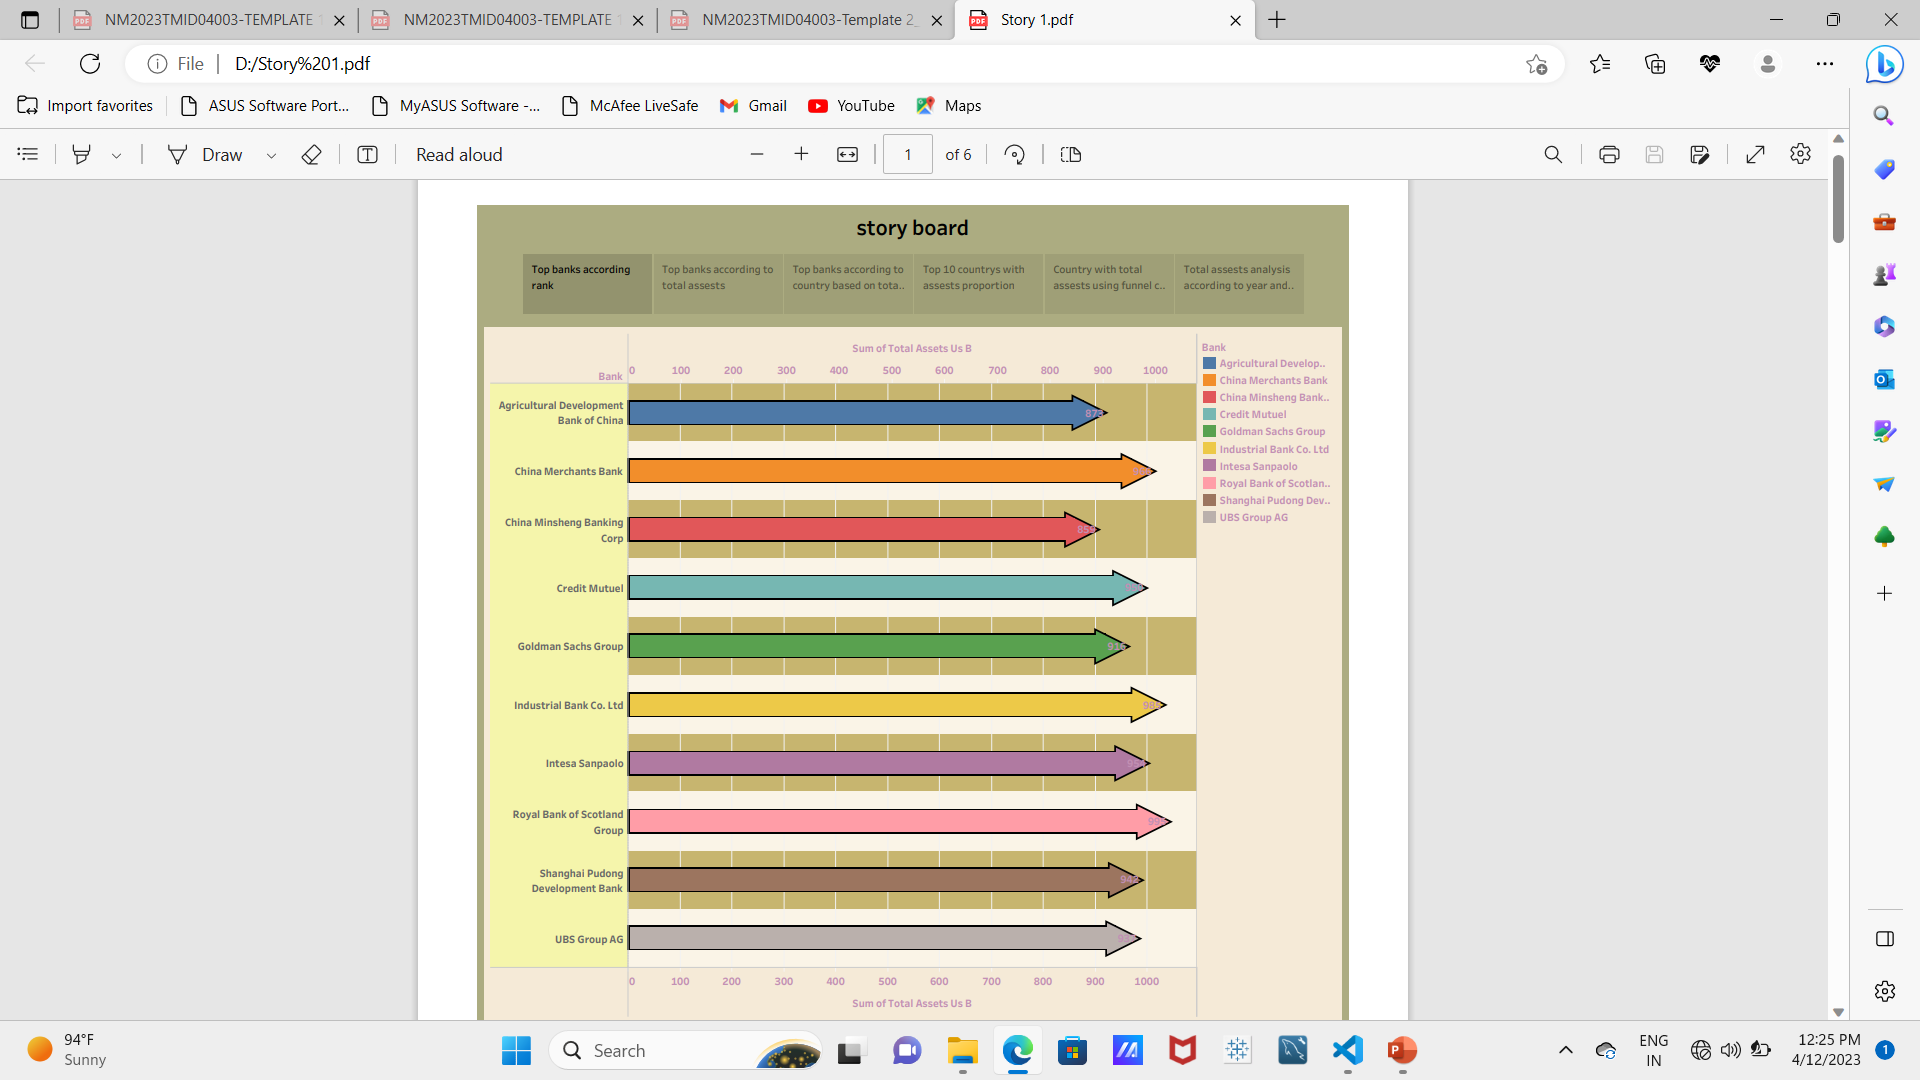 NM2023TMID04003-TEMPLATE 1
NM2023TMID04003-TEMPLATE 1
NM2023TMID04003-Template 2_
Story 1.pdf
File
D:/Story%201.pdf
Import favorites
ASUS Software Port...
MyASUS Software -...
McAfee LiveSafe
Gmail
YouTube
Maps
Draw
Read aloud
1
of 6
story board
Top banks according
rank
Top banks according to
total assests
Top banks according to
country based on tota..
Top 10 countrys with
assests proportion
Country with total
assests using funnel c..
Total assests analysis
according to year and..
Sum of Total Assets Us B
Bank
0 100 200 300 400 500 600 700 800 900 1000
Agricultural Development
Bank of China
873
China Merchants Bank
China Minsheng Banking
Corp
Credit Mutuel
Goldman Sachs Group
Industrial Bank Co. Ltd
Intesa Sanpaolo
Royal Bank of Scotland
Group
Shanghai Pudong
Development Bank
UBS Group AG
0 100 200 300 400 500 600 700 800 900 1000
Sum of Total Assets Us B
Bank
Agricultural Develop..
China Merchants Bank
China Minsheng Bank..
Credit Mutuel
Goldman Sachs Group
Industrial Bank Co. Ltd
Intesa Sanpaolo
Royal Bank of Scotlan..
Shanghai Pudong Dev..
UBS Group AG
94°F
Sunny
Search
ENG
IN
12:25 PM
4/12/2023
1